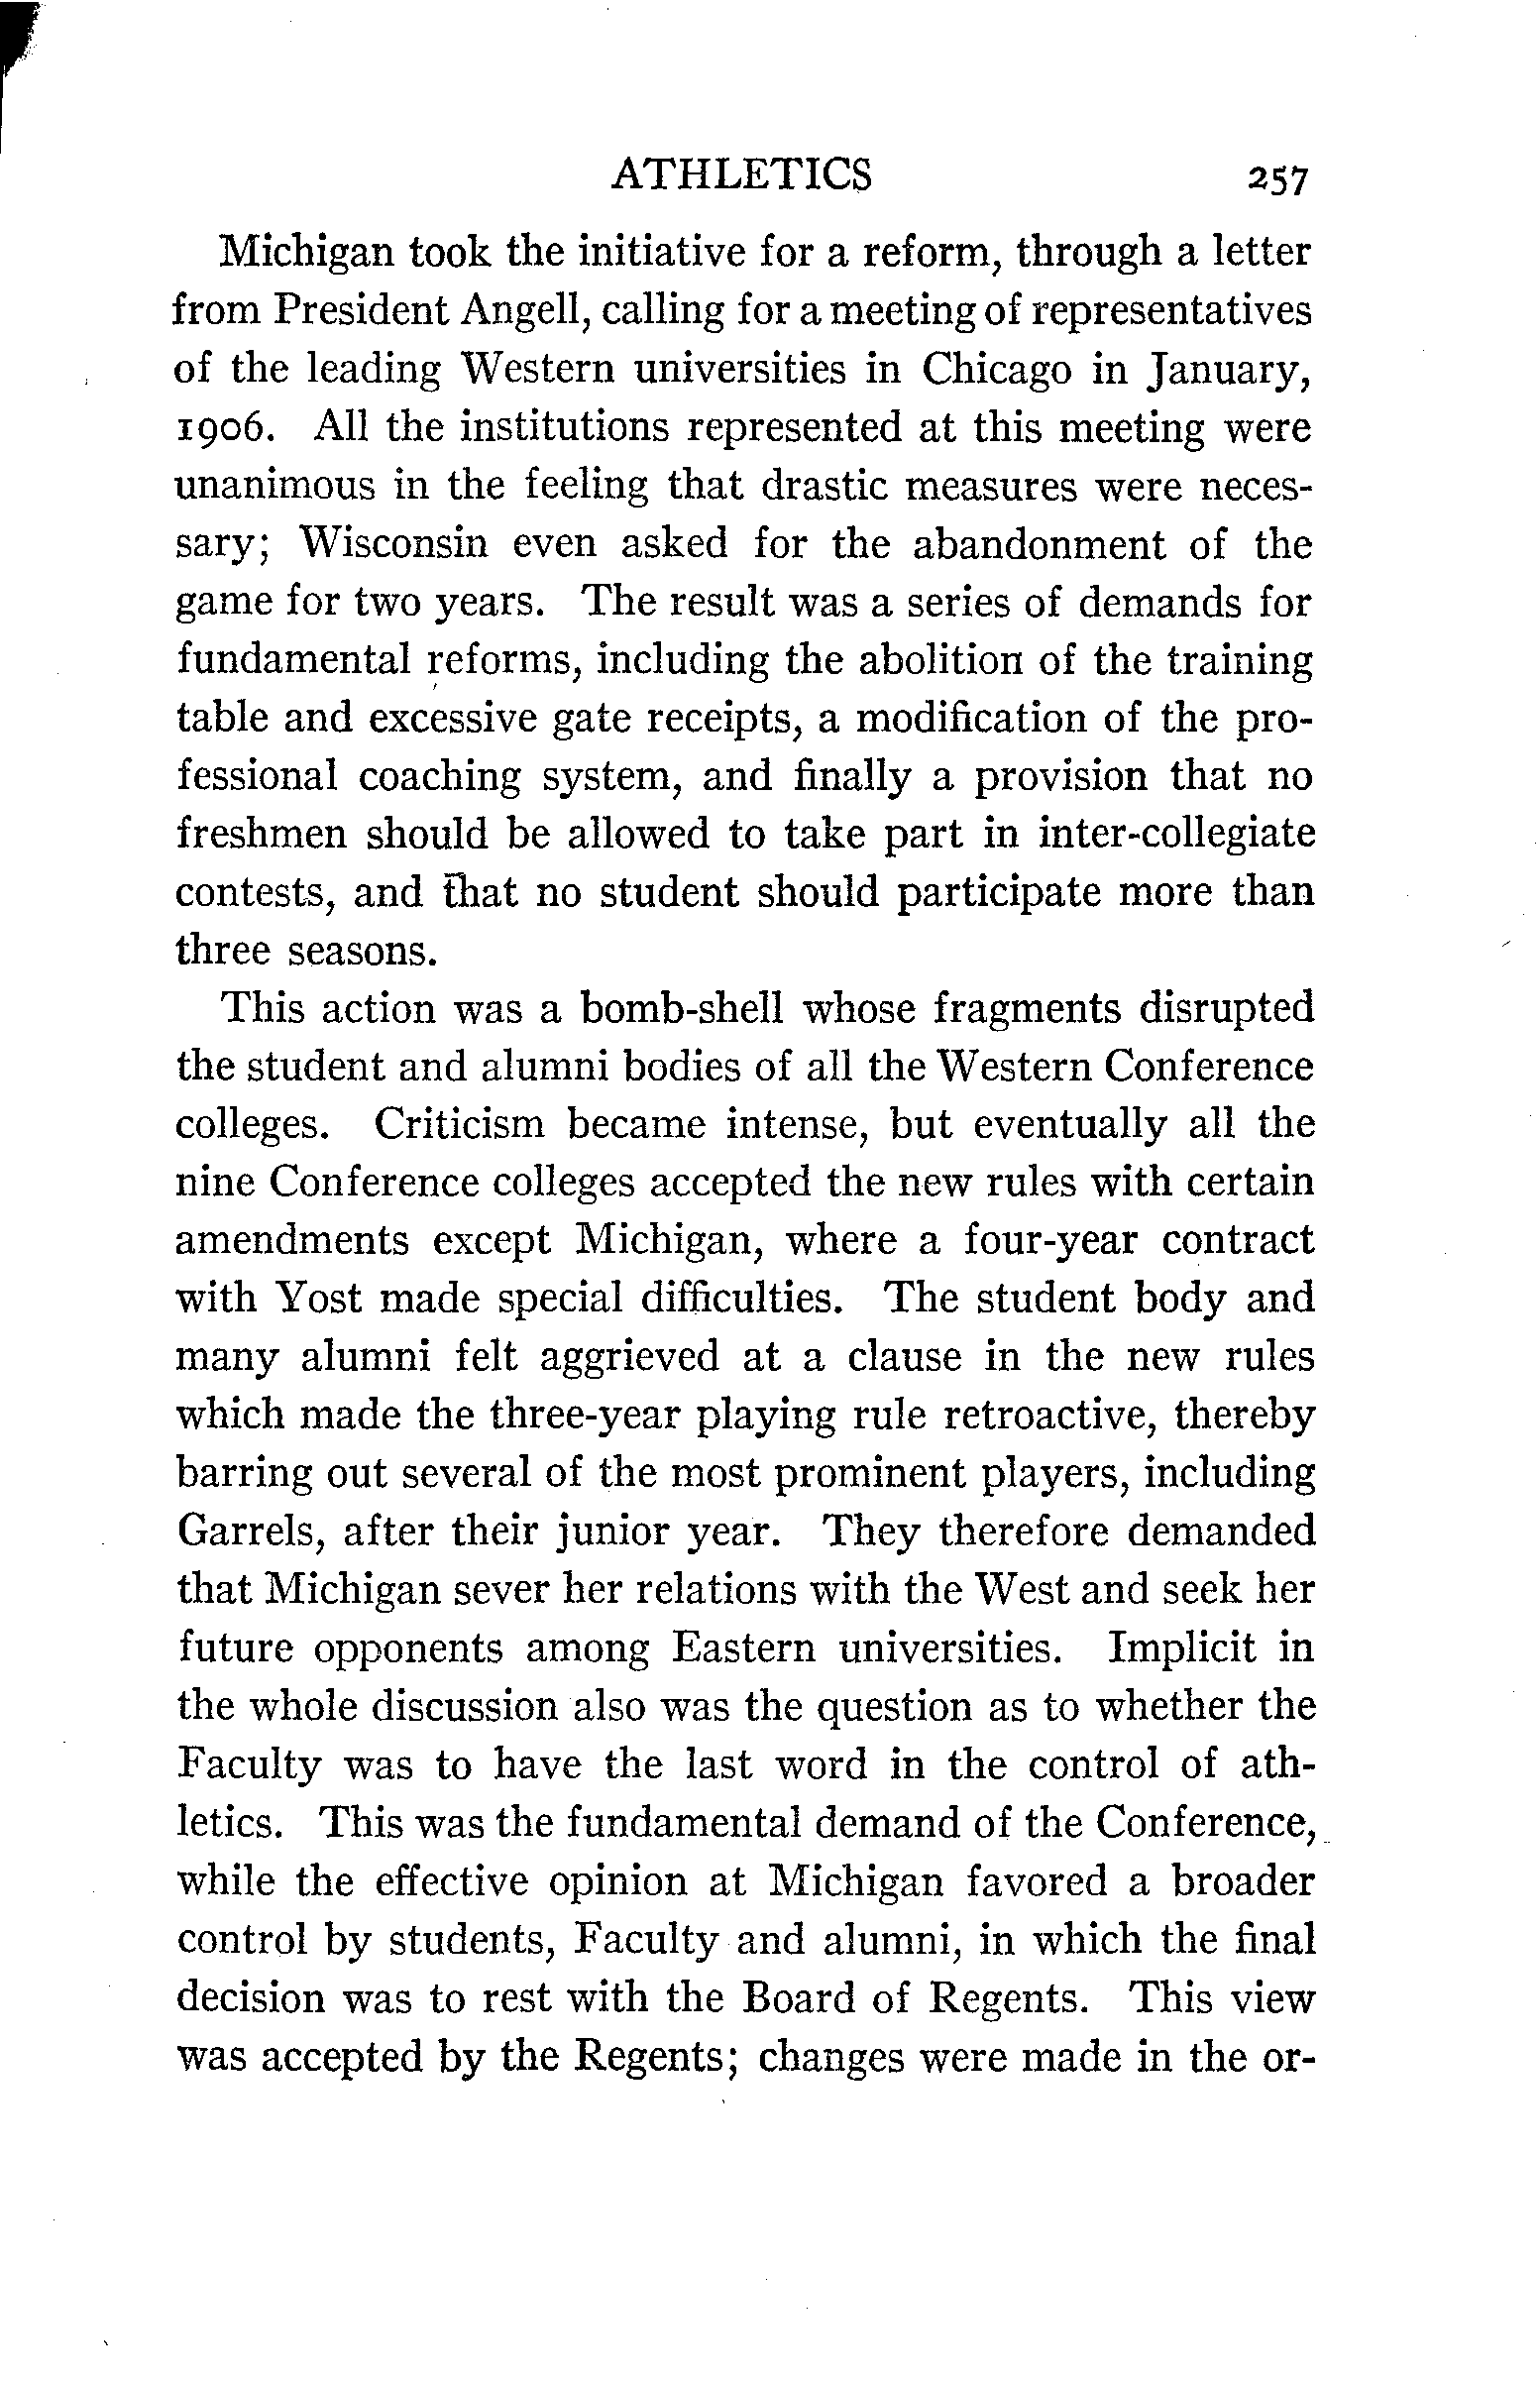 ATHLETICS 257
Michigan took the initiative for a reform, through a letter
from President Angell, calling for a meeting of representatives
of the leading Western universities in Chicago in January,
1906. All the institutions represented at this meeting were
unanimous in the feeling that drastic measures were neces-
sary; Wisconsin even asked for the abandonment of the
game for two years. The result was a series of demands for
fundamental reforms, including the abolition of the training
table and excessive gate receipts, a modification of the pro-
fessional coaching system, and finally a provision that no
freshmen should be allowed to take part in inter-collegiate
contests, and that no student should participate more than
three seasons.
This action was a bomb-shell whose fragments disrupted
the student and alumni bodies of all the Western Conference
colleges. Criticism became intense, but eventually all the
nine Conference colleges accepted the new rules with certain
amendments except Michigan, where a four-year contract
with Yost made special difficulties. The student body and
many alumni felt aggrieved at a clause in the new rules
which made the three-year playing rule retroactive, thereby
barring out several of the most prominent players, including
Garrels, after their junior year. They therefore demanded
that Michigan sever her relations with the West and seek her
future opponents among Eastern universities. Implicit in
the whole discussion also was the question as to whether the
Faculty was to have the last word in the control of ath-
letics. This was the fundamental demand of the Conference,
while the effective opinion at Michigan favored a broader
control by students, Faculty and alumni, in which the final
decision was to rest with the Board of Regents. This view
was accepted by the Regents; changes were made in the or-